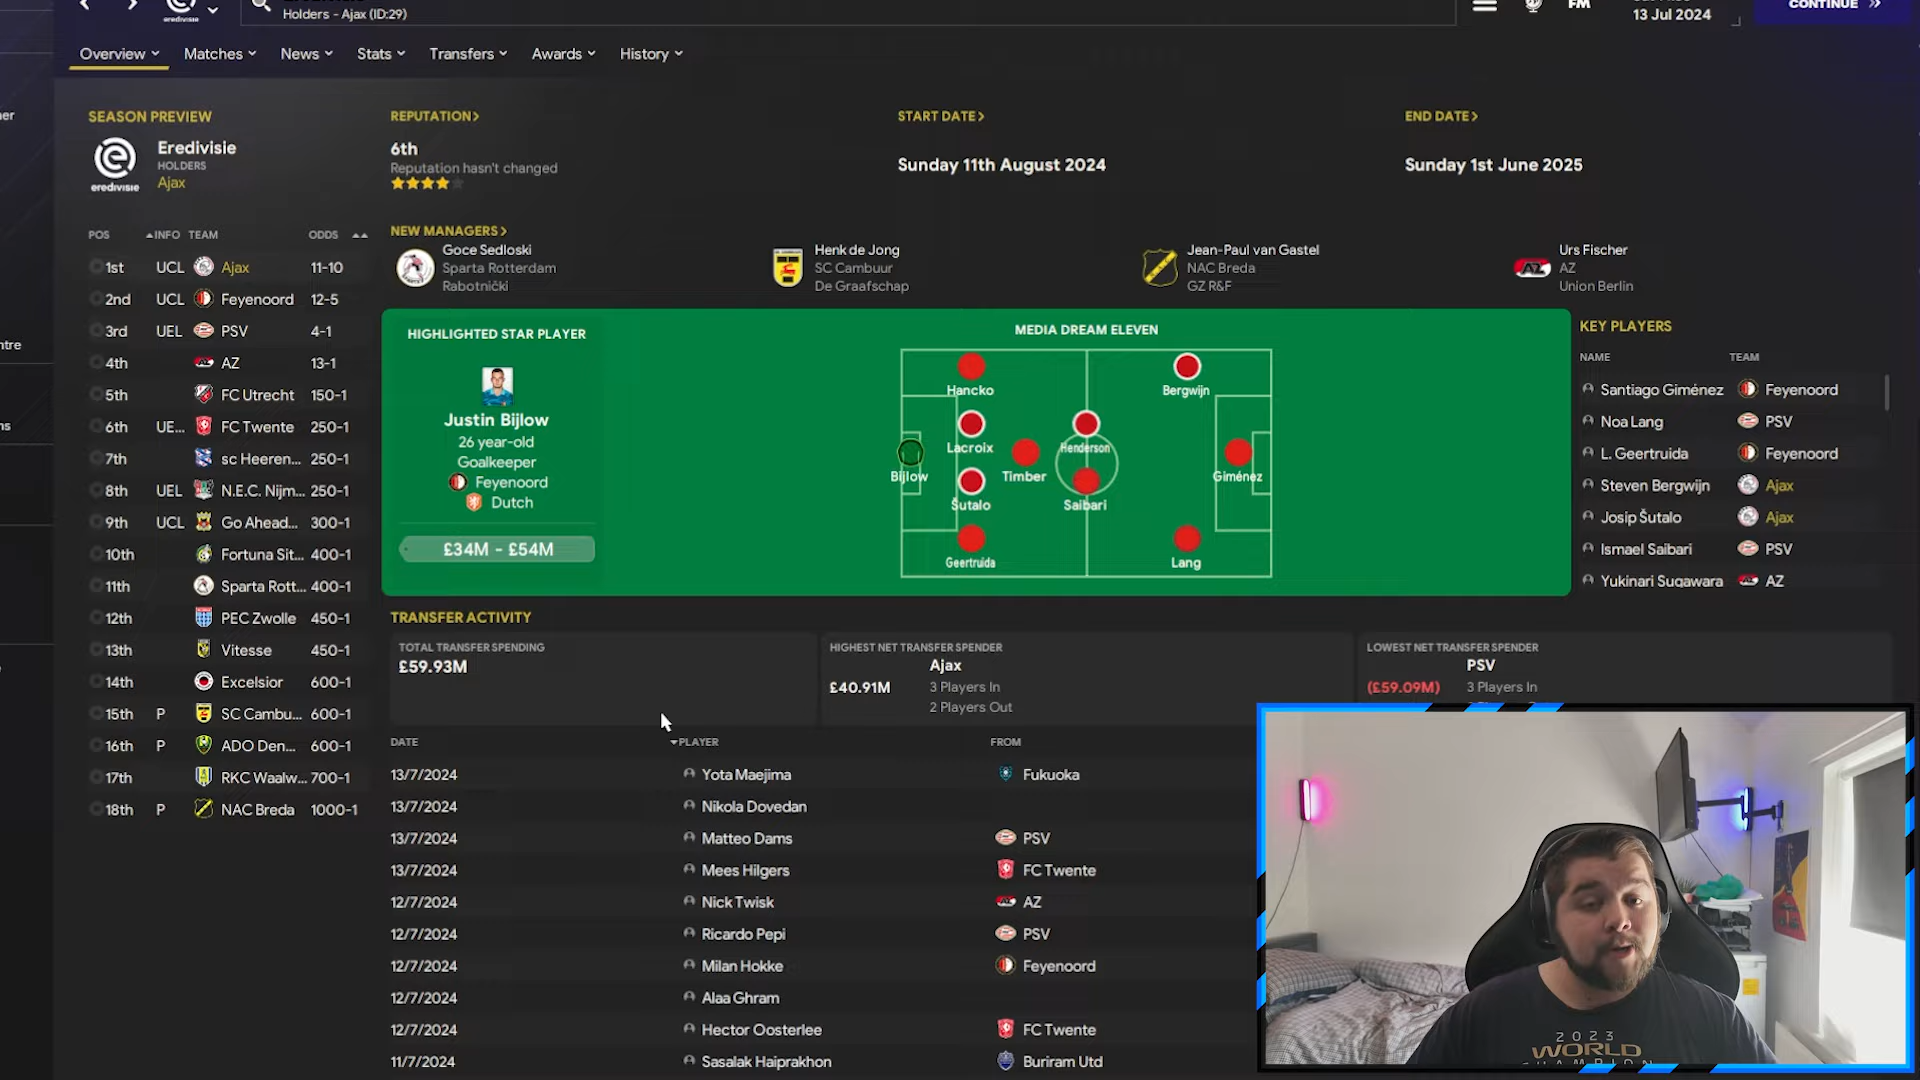 Holders - Ajax (ID:29)
FM
13 Jul 2024
CONTINUE
Overview Matches News Stats Transfers Awards History
SEASON PREVIEW
eredivisie
Eredivisie
HOLDERS
Ajax
REPUTATION>
6th
Reputation hasn't changed
START DATE>
Sunday 11th August 2024
END DATE>
Sunday 1st June 2025
NEW MANAGERS>
Goce Sedloski
Sparta Rotterdam
Rabotnički
Henk de Jong
SC Cambuur
De Graafschap
Jean-Paul van Gastel
NAC Breda
GZ R&F
Urs Fischer
AZ
Union Berlin
POS INFO TEAM ODDS
1st UCL Ajax 11-10
2nd UCL Feyenoord 12-5
3rd UEL PSV 4-1
4th AZ 13-1
5th FC Utrecht 150-1
6th UE... FC Twente 250-1
7th sc Heeren... 250-1
8th UEL N.E.C. Nijm... 250-1
9th UCL Go Ahead... 300-1
10th Fortuna Sit... 400-1
11th Sparta Rott... 400-1
12th PEC Zwolle 450-1
13th Vitesse 450-1
14th Excelsior 600-1
15th P SC Cambu... 600-1
16th P ADO Den... 600-1
17th RKC Waalw... 700-1
18th P NAC Breda 1000-1
HIGHLIGHTED STAR PLAYER
Justin Bijlow
26 year-old
Goalkeeper
Feyenoord
Dutch
£34M - £54M
MEDIA DREAM ELEVEN
Hancko
Bergwijn
Lacroix
Henderson
Bijlow
Timber
Giménez
Šutalo
Saibari
Geertruida
Lang
KEY PLAYERS
NAME TEAM
Santiago Giménez Feyenoord
Noa Lang PSV
L. Geertruida Feyenoord
Steven Bergwijn Ajax
Josip Šutalo Ajax
Ismael Saibari PSV
Yukinari Sugawara AZ
TRANSFER ACTIVITY
TOTAL TRANSFER SPENDING
£59.93M
HIGHEST NET TRANSFER SPENDER
Ajax
£40.91M 3 Players In
2 Players Out
LOWEST NET TRANSFER SPENDER
PSV
(£59.09M) 3 Players In
DATE PLAYER FROM
13/7/2024 Yota Maejima Fukuoka
13/7/2024 Nikola Dovedan
13/7/2024 Matteo Dams PSV
13/7/2024 Mees Hilgers FC Twente
12/7/2024 Nick Twisk AZ
12/7/2024 Ricardo Pepi PSV
12/7/2024 Milan Hokke Feyenoord
12/7/2024 Alaa Ghram
12/7/2024 Hector Oosterlee FC Twente
11/7/2024 Sasalak Haiprakhon Buriram Utd
2023
WORLD